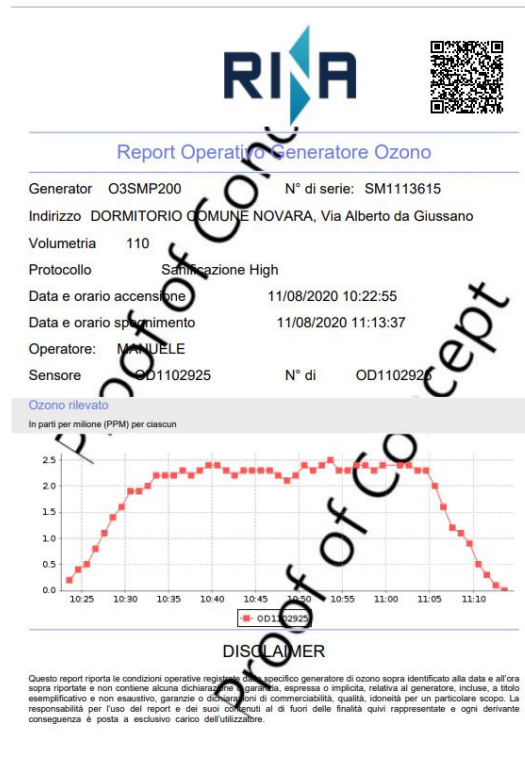 RINA
Report Operativo Generatore Ozono
Generator O3SMP200 N° di serie: SM1113615
Indirizzo DORMITORIO COMUNE NOVARA, Via Alberto da Giussano
Volumetria 110
Protocollo Sanificazione High
Data e orario accensione 11/08/2020 10:22:55
Data e orario spegnimento 11/08/2020 11:13:37
Operatore: MANUELE
Sensore OD1102925 N° di OD1102925
Ozono rilevato
In parti per milione (PPM) per ciascun
2.5
2.0
1.5
1.0
0.5
0.0
10:25 10:30 10:35 10:40 10:45 10:50 10:55 11:00 11:05 11:10
OD1102925
DISCLAIMER
Questo report riporta le condizioni operative registrate dallo specifico generatore di ozono sopra identificato alla data e all'ora
sopra riportate e non contiene alcuna dichiarazione o garanzia, espressa o implicita, relativa al generatore, incluse, a titolo
esemplificativo e non esaustivo, garanzie o dichiarazioni di commerciabilità, qualità, idoneità per un particolare scopo. La
responsabilità per l'uso del report e dei suoi contenuti al di fuori delle finalità quivi rappresentate e ogni derivante
conseguenza è posta a esclusivo carico dell'utilizzatore.
Proof of Concept
Proof of Concept